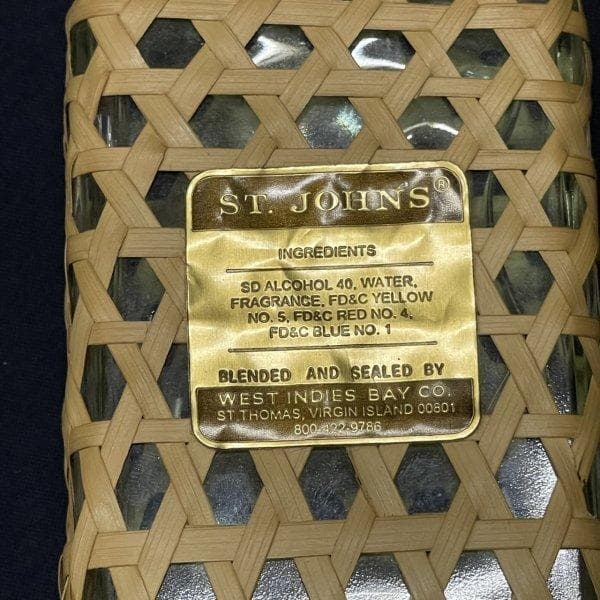 ST. JOHNS®
INGREDIENTS
SD ALCOHOL 40, WATER,
FRAGRANCE, FD&C YELLOW
NO. 5, FD&C RED NO. 4,
FD&C BLUE NO. 1
BLENDED AND SEALED BY
WEST INDIES BAY CO.
ST THOMAS, VIRGIN ISLAND 00801
800-422-9786